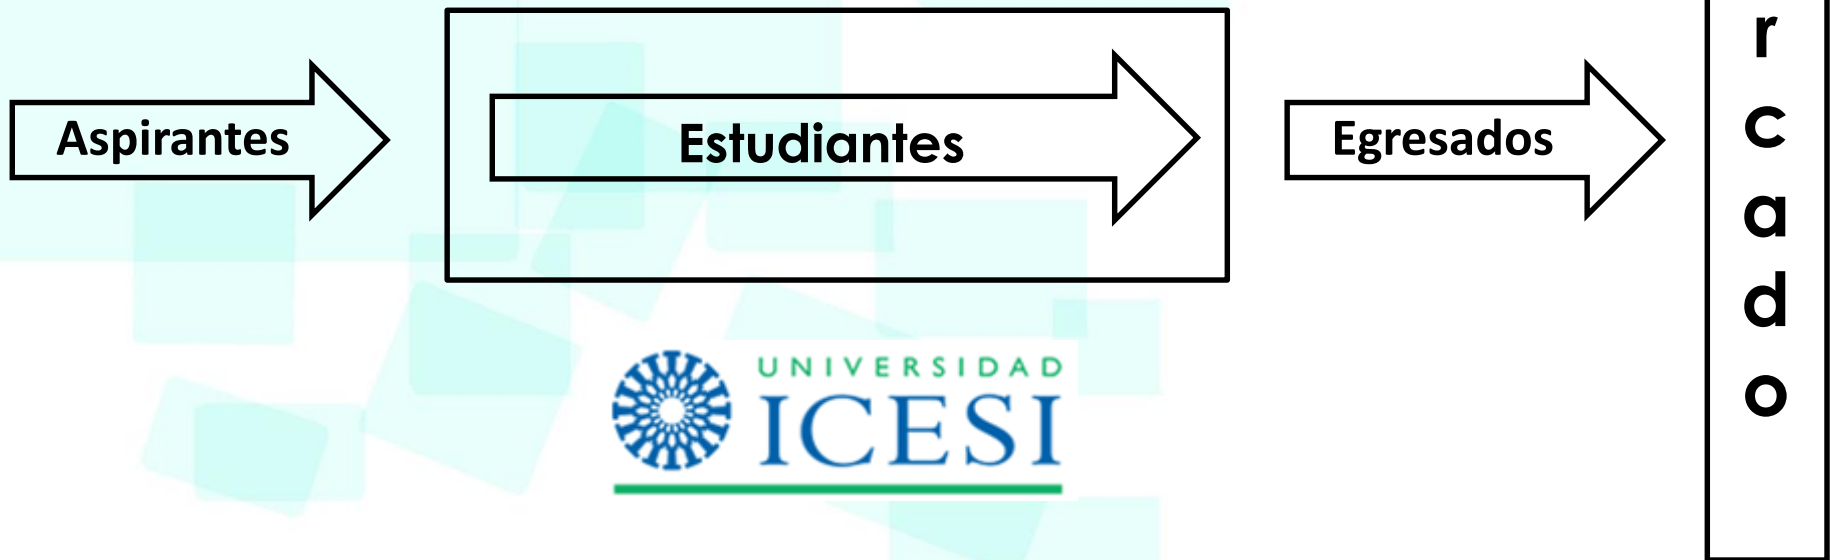 Aspirantes
Estudiantes
Egresados
r
c
a
d
o
UNIVERSIDAD
ICESI